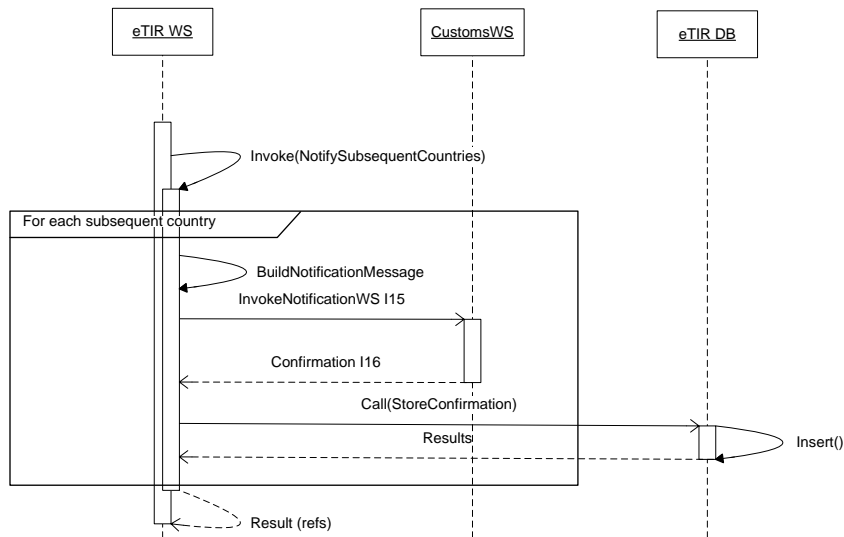 eTIR WS
CustomsWS
eTIR DB
Invoke(NotifySubsequentCountries)
For each subsequent country
BuildNotificationMessage
InvokeNotificationWS I15
Confirmation I16
Call(StoreConfirmation)
Results
Insert()
Result (refs)